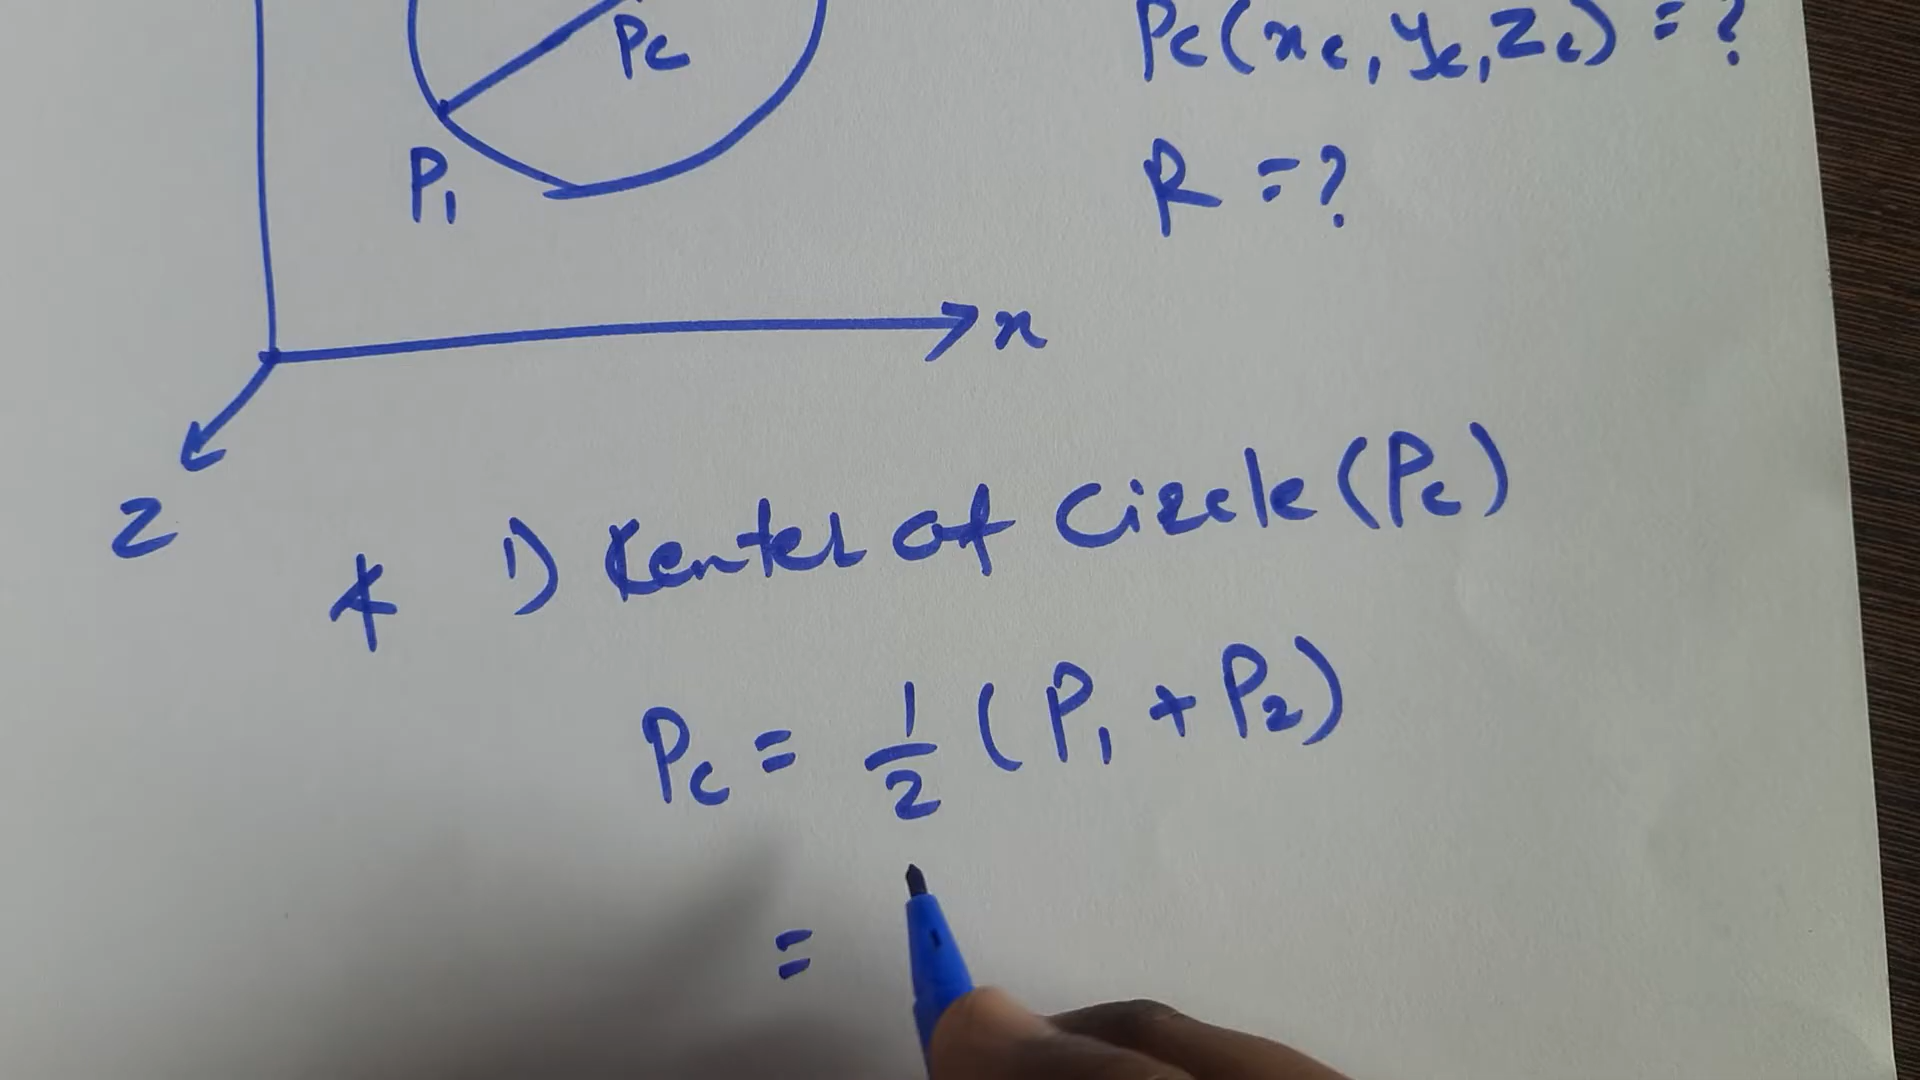 Pc
Pc(xc, yc, zc) = ?
P1
R = ?
x
z
* 1) Center of Circle (Pc)
Pc = 1/2 (P1 + P2)
=